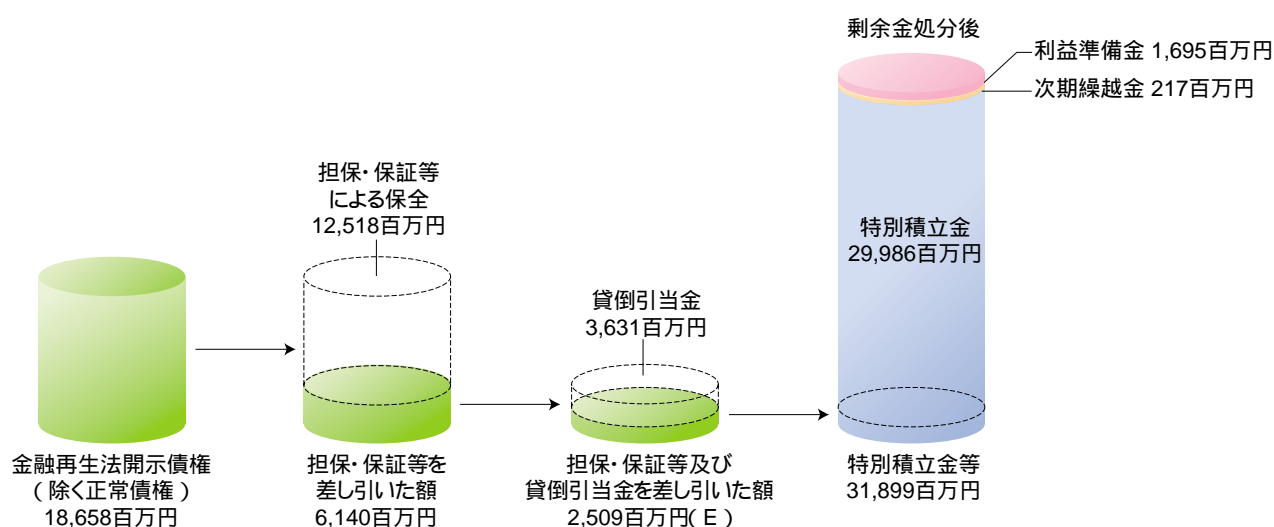 金融再生法開示債権
(除く正常債権)
18,658百万円
担保・保証等
による保全
12,518百万円
担保・保証等を
差し引いた額
6,140百万円
貸倒引当金
3,631百万円
担保・保証等及び
貸倒引当金を差し引いた額
2,509百万円(E)
剰余金処分後
利益準備金 1,695百万円
次期繰越金 217百万円
特別積立金
29,986百万円
特別積立金等
31,899百万円